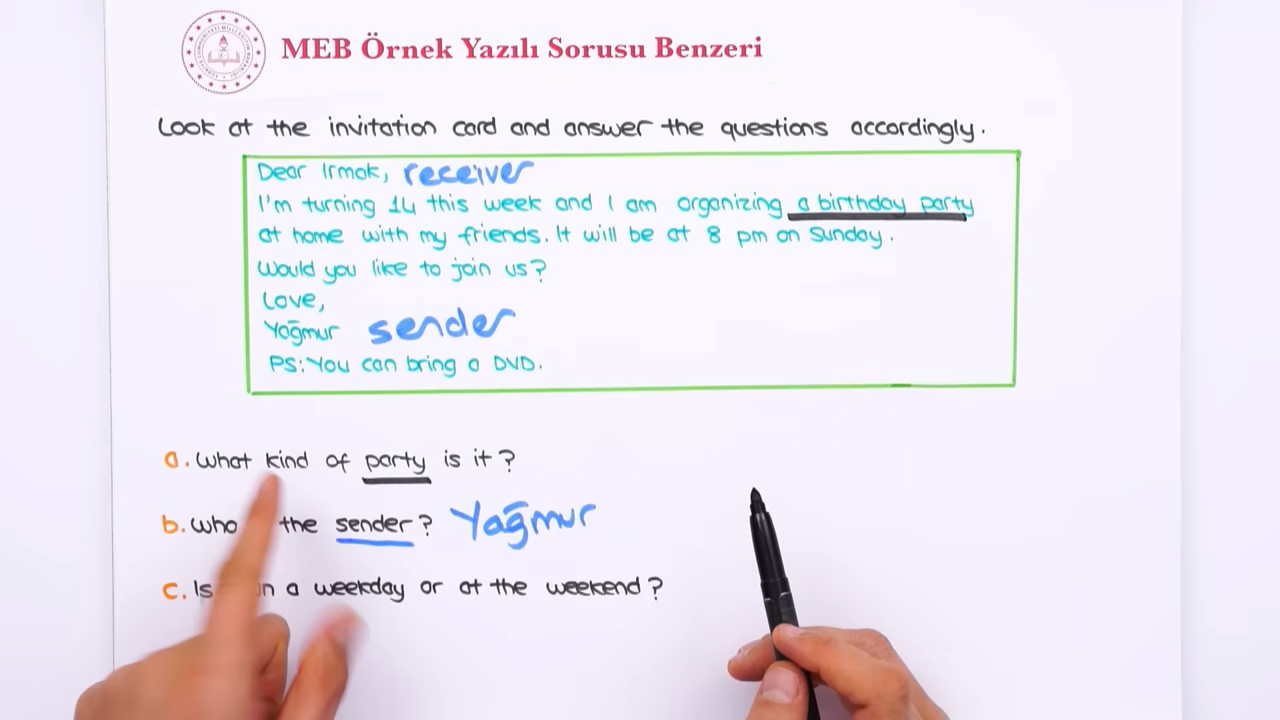 MEB Örnek Yazılı Sorusu Benzeri
Look at the invitation card and answer the questions accordingly.
Dear Irmak, receiver
I'm turning 14 this week and I am organizing a birthday party
at home with my friends. It will be at 8 pm on Sunday.
Would you like to join us?
Love,
Yağmur sender
PS: You can bring a DVD.
a. What kind of party is it?
b. Who the sender? Yağmur
c. Is a weekday or at the weekend?